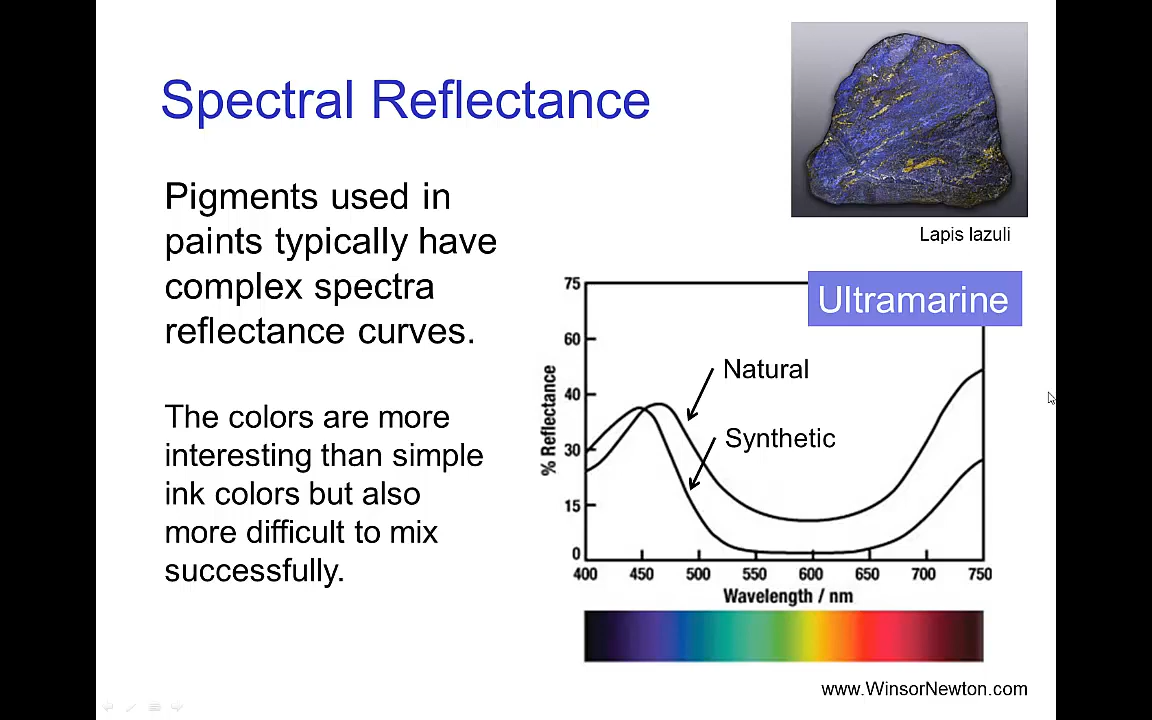 Spectral Reflectance
Pigments used in
paints typically have
complex spectra
reflectance curves.
The colors are more
interesting than simple
ink colors but also
more difficult to mix
successfully.
Lapis lazuli
Ultramarine
Natural
Synthetic
% Reflectance
75
60
40
30
15
0
400 450 500 550 600 650 700 750
Wavelength / nm
www.WinsorNewton.com